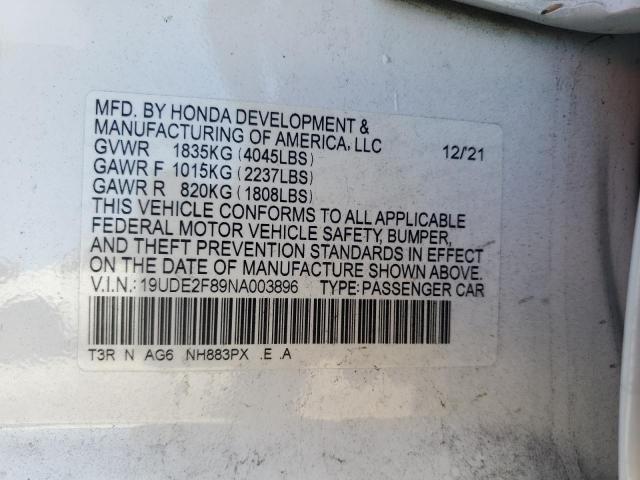 MFD. BY HONDA DEVELOPMENT &
MANUFACTURING OF AMERICA, LLC
GVWR 1835KG (4045LBS) 12/'21
GAWR F 1015KG (2237LBS)
GAWR R 820KG (1808LBS)
THIS VEHICLE CONFORMS TO ALL APPLICABLE
FEDERAL MOTOR VEHICLE SAFETY, BUMPER,
AND THEFT PREVENTION STANDARDS IN EFFECT
ON THE DATE OF MANUFACTURE SHOWN ABOVE.
V.I.N.: 19UDE2F89NA003896 TYPE: PASSENGER CAR
T3R N AG6 NH883PX .E .A